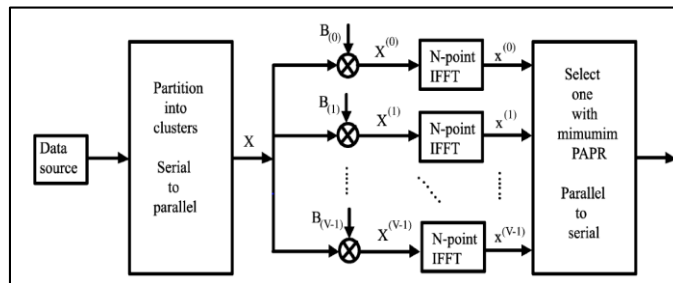 Data
source
Partition
into
clusters
Serial
to
parallel
X
B(0)
X(0)
N-point
IFFT
x(0)
B(1)
X(1)
N-point
IFFT
x(1)
B(V-1)
X(V-1)
N-point
IFFT
x(V-1)
Select
one
with
mimumim
PAPR
Parallel
to
serial